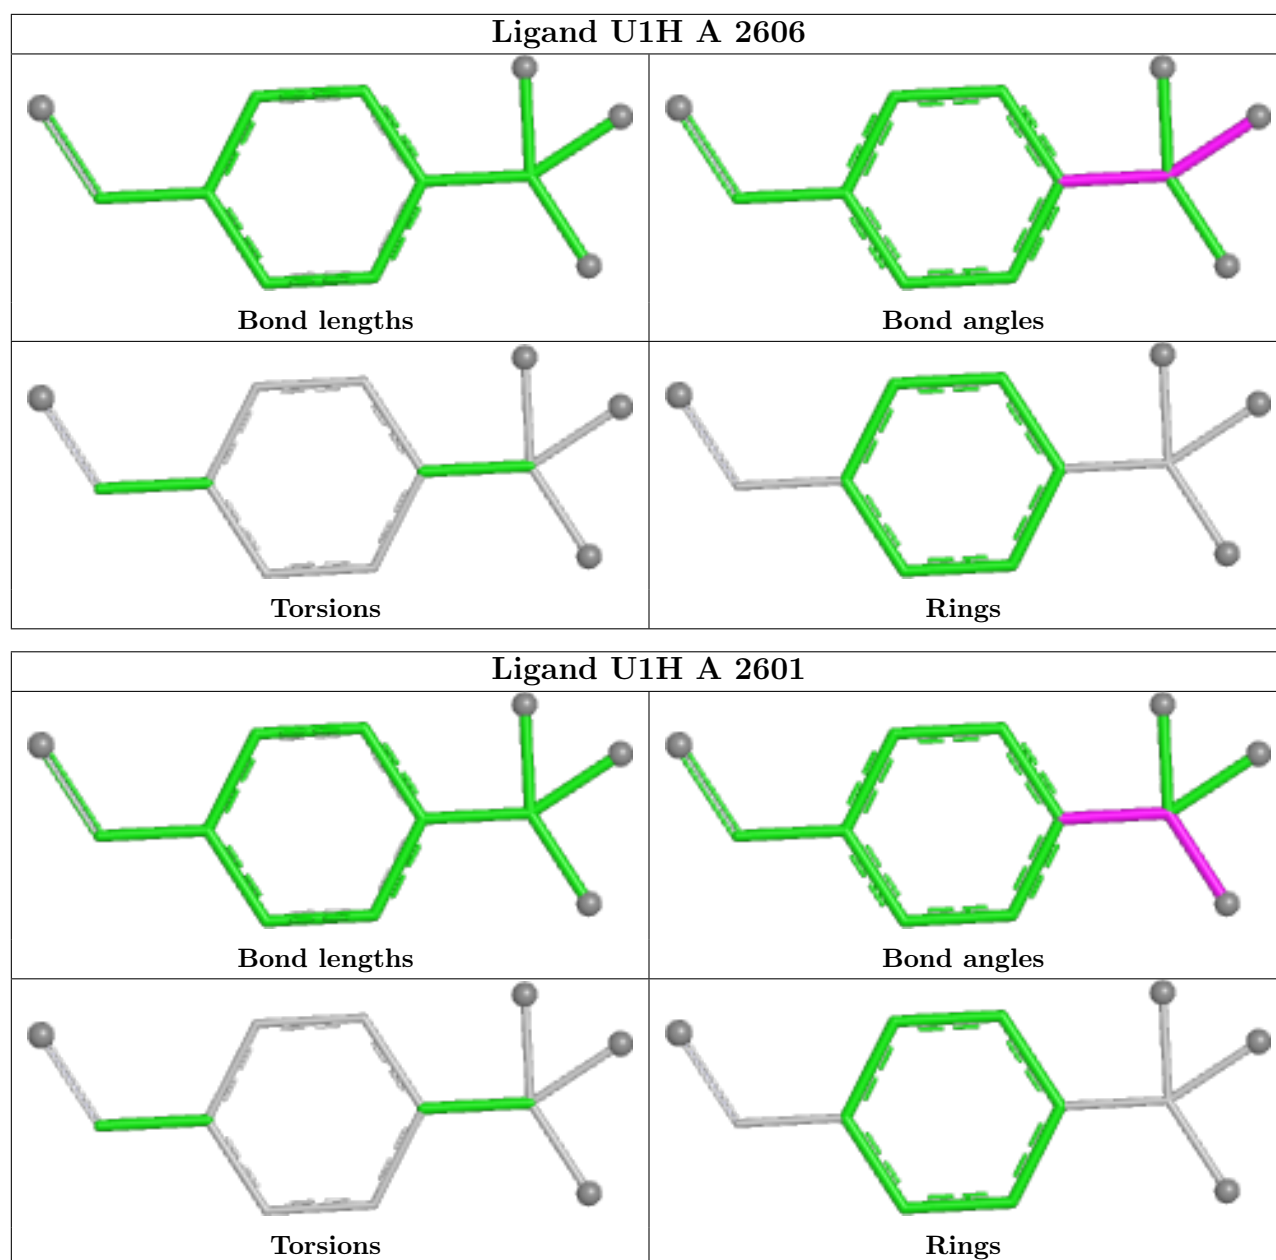 Ligand U1H A 2606
Bond lengths
Bond angles
Torsions
Rings
Ligand U1H A 2601
Bond lengths
Bond angles
Torsions
Rings